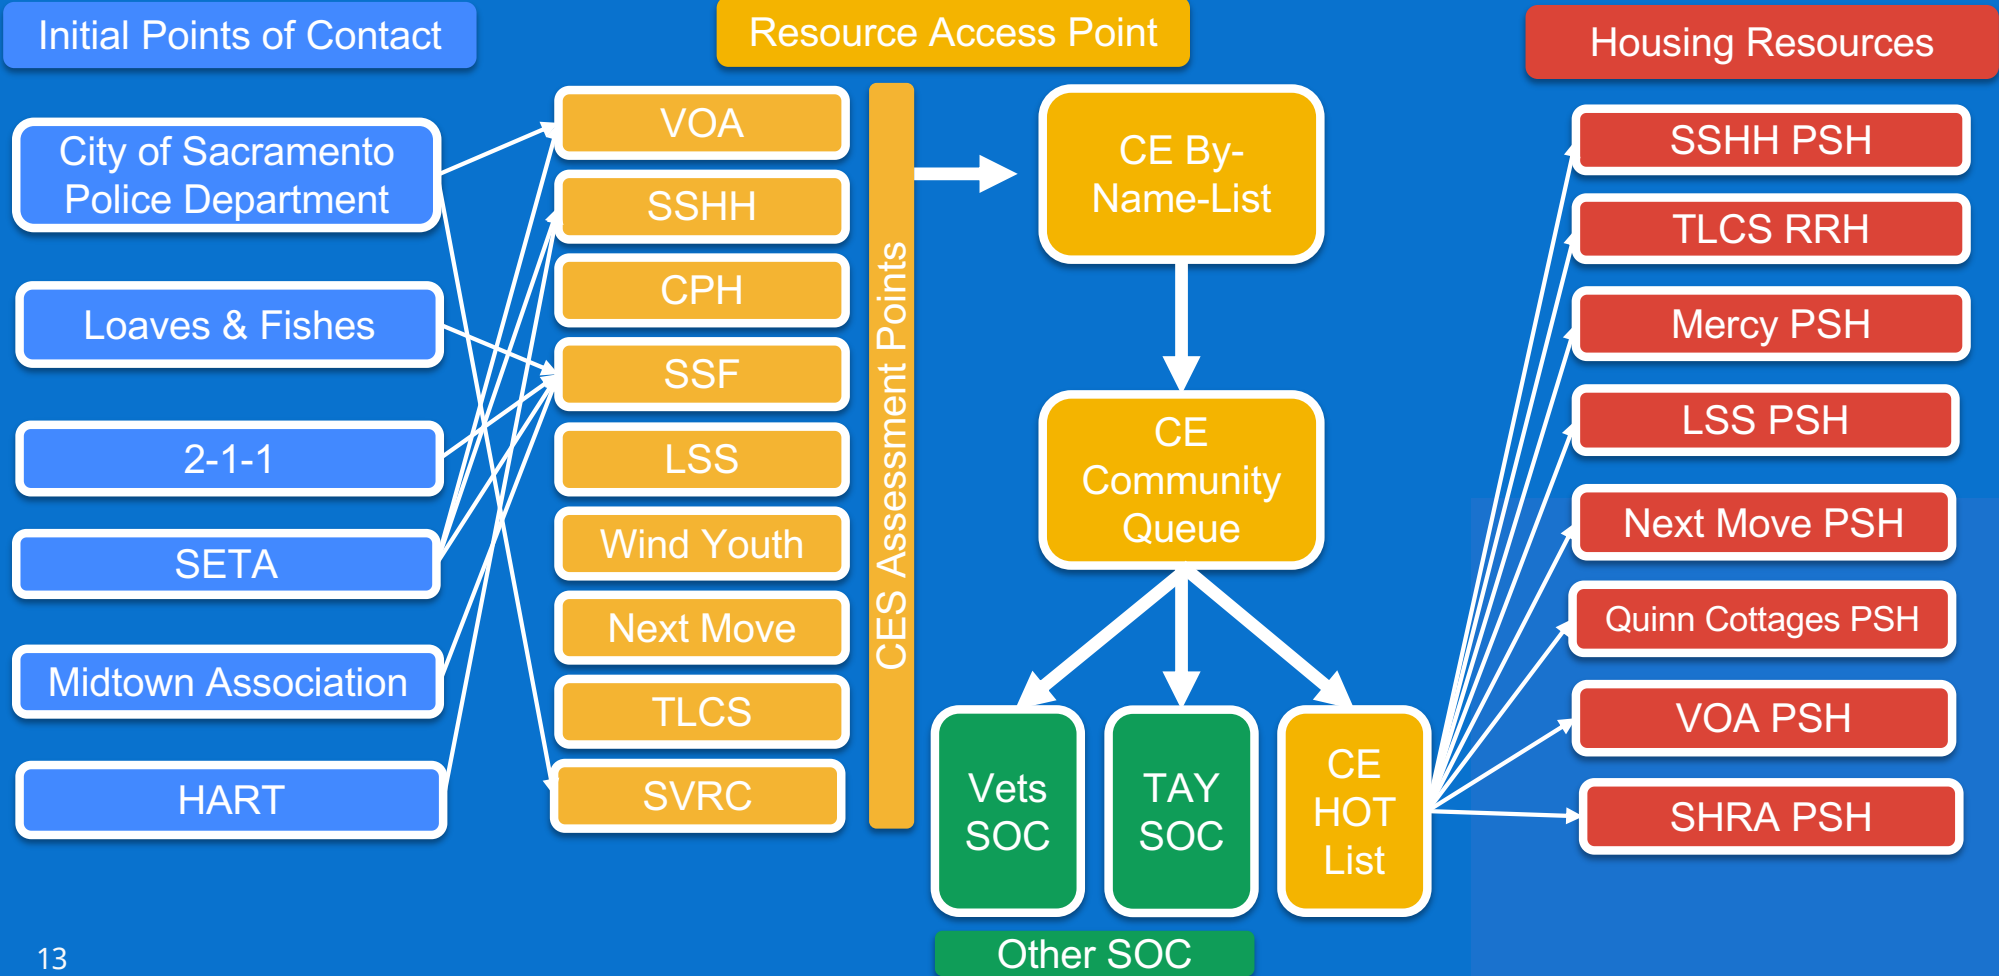 Initial Points of Contact
Resource Access Point
Housing Resources
City of Sacramento
Police Department
Loaves & Fishes
2-1-1
SETA
Midtown Association
HART
VOA
SSHH
CPH
SSF
LSS
Wind Youth
Next Move
TLCS
SVRC
CES Assessment Points
CE By-
Name-List
CE
Community
Queue
Vets
SOC
TAY
SOC
CE
HOT
List
Other SOC
SSHH PSH
TLCS RRH
Mercy PSH
LSS PSH
Next Move PSH
Quinn Cottages PSH
VOA PSH
SHRA PSH
13